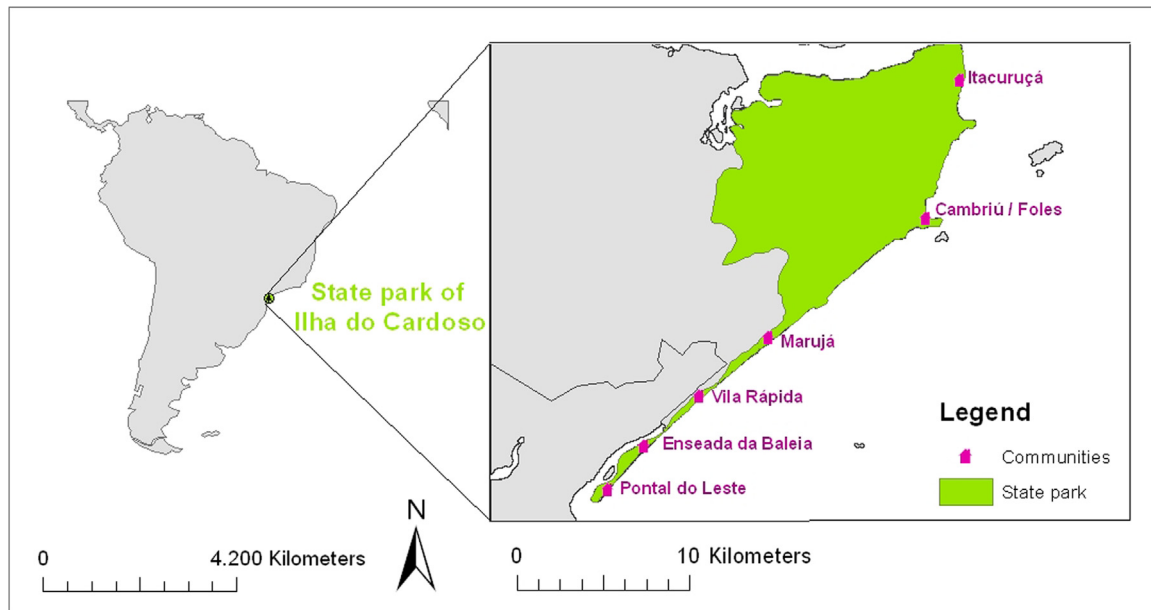 Itacuruçá
Cambriú / Foles
State park of
Ilha do Cardoso
Marujá
Vila Rápida
Enseada da Baleia
Pontal do Leste
Legend
Communities
State park
N
0 4.200 Kilometers
0 10 Kilometers